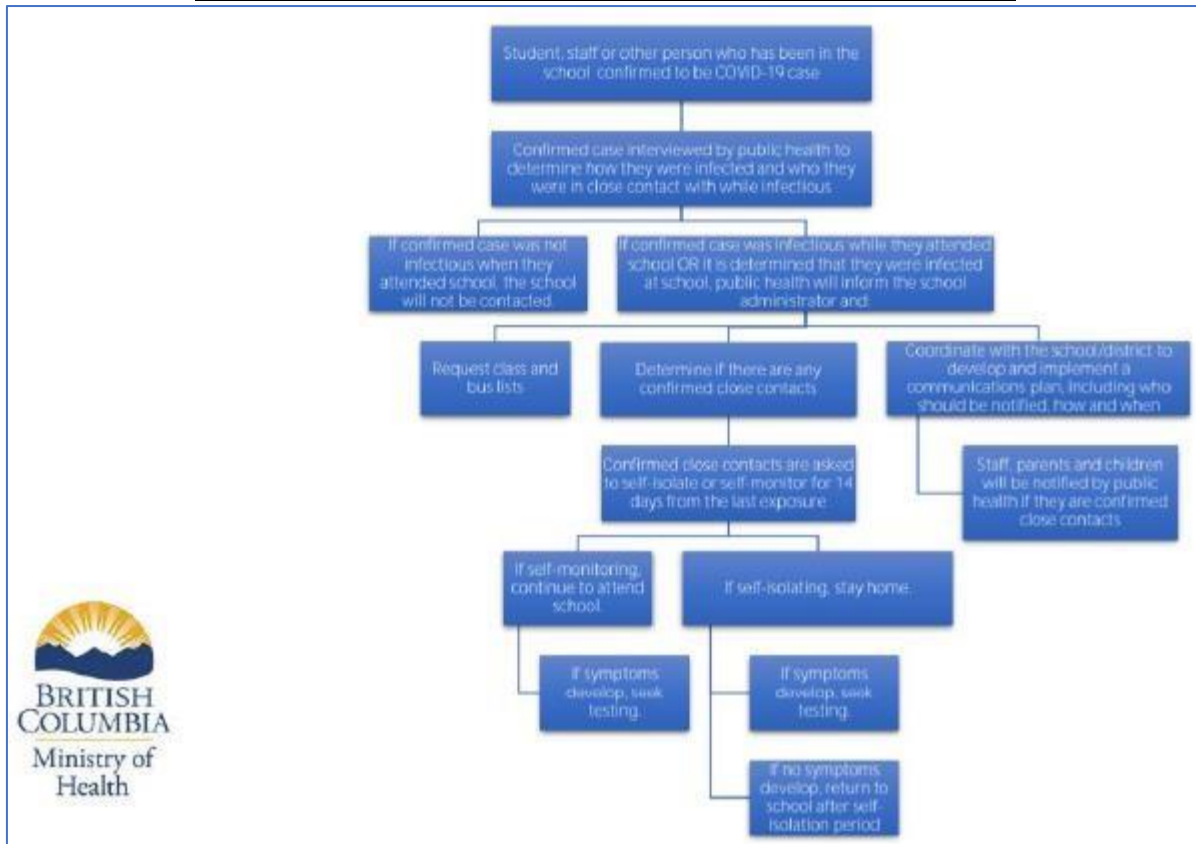 Student, staff or other person who has been in the
school confirmed to be COVID-19 case
Confirmed case interviewed by public health to
determine how they were infected and who they
were in close contact with while infectious
If confirmed case was not
infectious when they
attended school, the school
will not be contacted.
If confirmed case was infectious while they attended
school OR it is determined that they were infected
at school, public health will inform the school
administrator and:
Request class and
bus lists
Determine if there are any
confirmed close contacts
Coordinate with the school/district to
develop and implement a
communications plan, including who
should be notified, how and when
Confirmed close contacts are asked
to self-isolate or self-monitor for 14
days from the last exposure
Staff, parents and children
will be notified by public
health if they are confirmed
close contacts
If self-monitoring,
continue to attend
school.
If self-isolating, stay home.
If symptoms
develop, seek
testing.
If symptoms
develop, seek
testing.
If no symptoms
develop, return to
school after self-
isolation period
BRITISH
COLUMBIA
Ministry of
Health